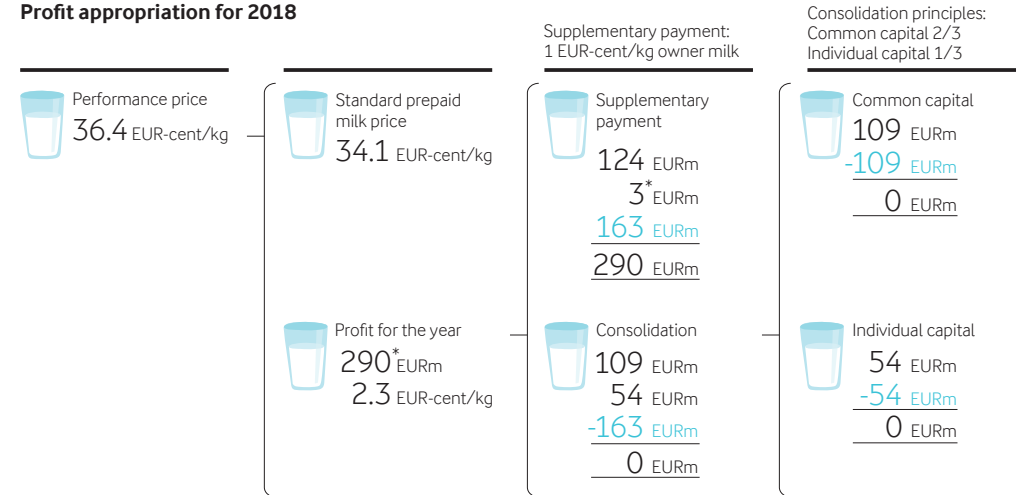 Profit appropriation for 2018
Supplementary payment:
1 EUR-cent/kg owner milk
Consolidation principles:
Common capital 2/3
Individual capital 1/3
Performance price
36.4 EUR-cent/kg
Standard prepaid
milk price
34.1 EUR-cent/kg
Profit for the year
290* EURm
2.3 EUR-cent/kg
Supplementary
payment
124 EURm
3* EURm
163 EURm
290 EURm
Consolidation
109 EURm
54 EURm
-163 EURm
0 EURm
Common capital
109 EURm
-109 EURm
0 EURm
Individual capital
54 EURm
-54 EURm
0 EURm